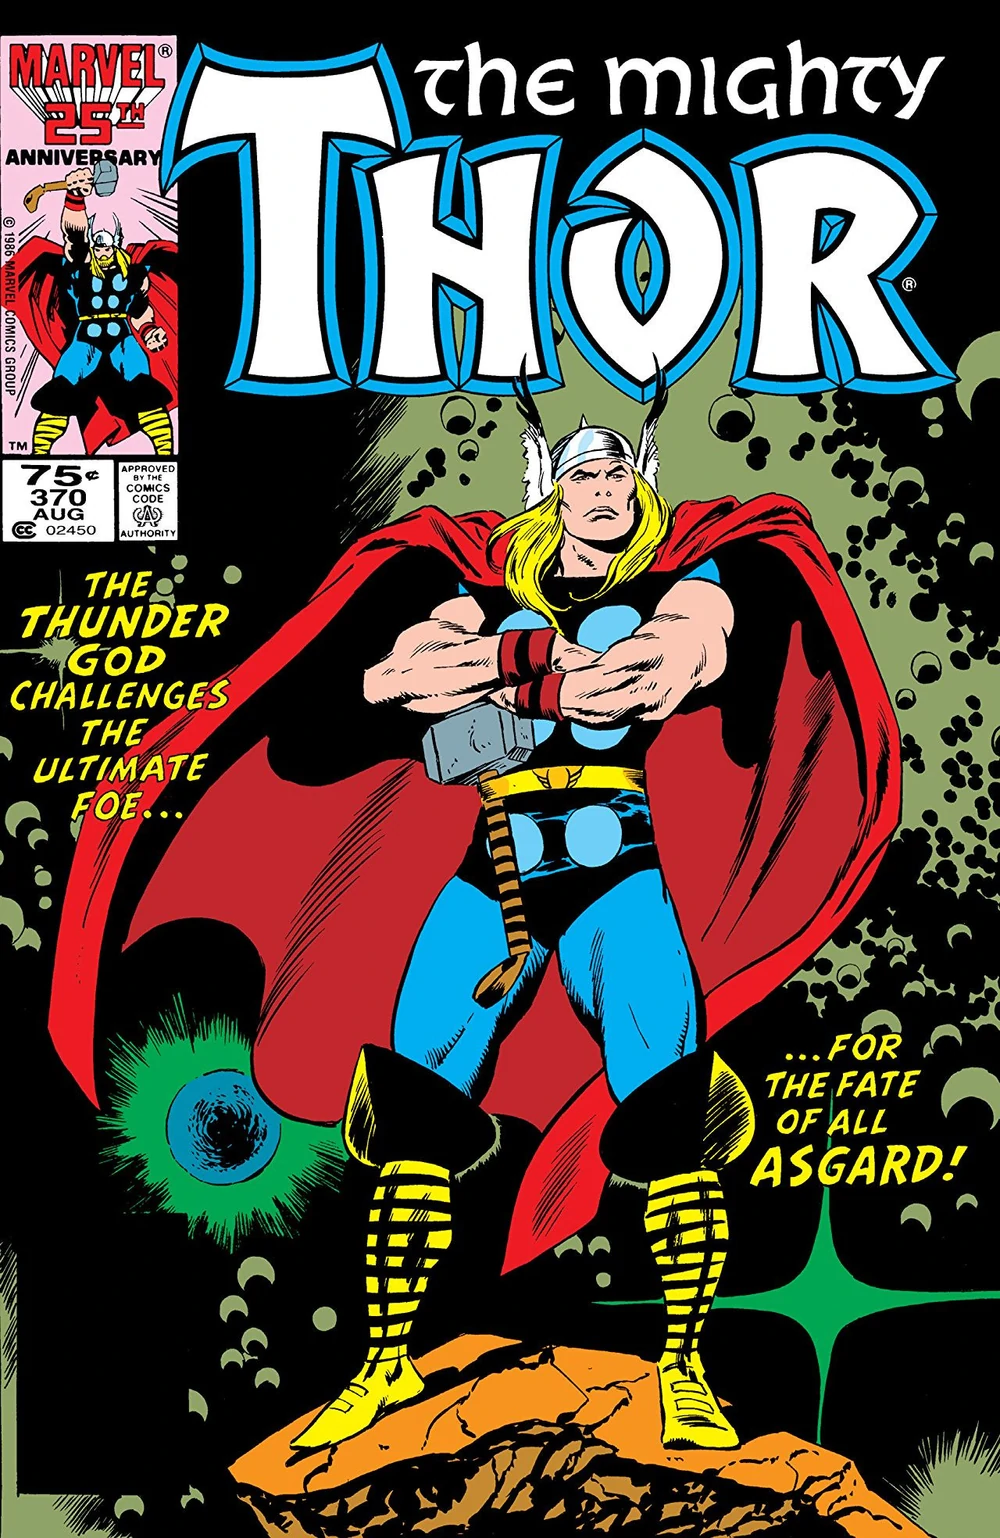 MARVEL®
25TH
ANNIVERSARY
© 1986 MARVEL COMICS GROUP
TM
75¢
370
AUG
CC 02450
APPROVED
BY THE
COMICS
CODE
AUTHORITY
The Mighty
THOR®
THE
THUNDER
GOD
CHALLENGES
THE
ULTIMATE
FOE...
...FOR
THE FATE
OF ALL
ASGARD!